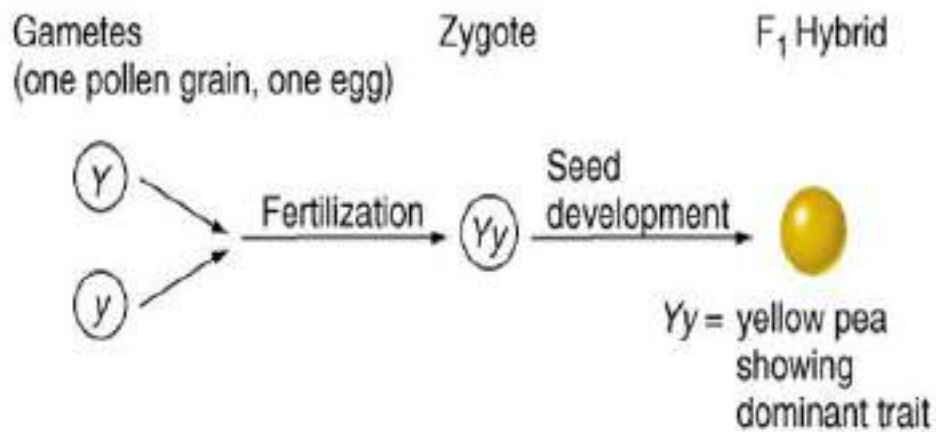 Gametes
(one pollen grain, one egg)
Zygote
F₁ Hybrid
Y
y
Fertilization
Yy
Seed
development
Yy = yellow pea
showing
dominant trait